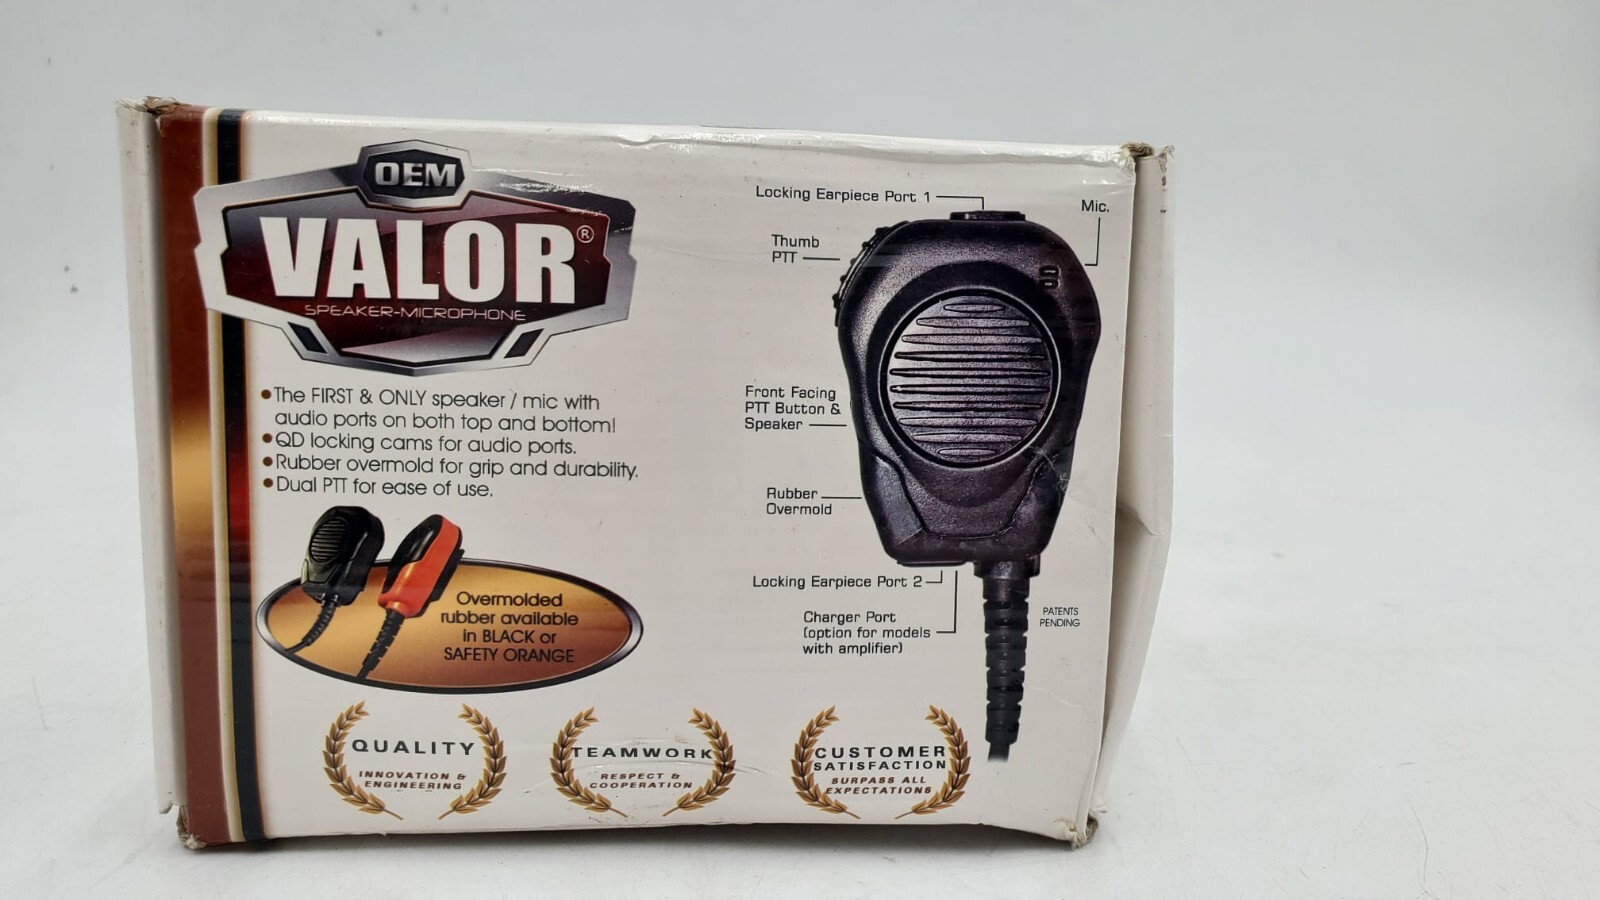 OEM
VALOR®
SPEAKER-MICROPHONE
•The FIRST & ONLY speaker / mic with
audio ports on both top and bottom!
•QD locking cams for audio ports.
•Rubber overmold for grip and durability.
•Dual PTT for ease of use.
Overmolded
rubber available
in BLACK or
SAFETY ORANGE
Locking Earpiece Port 1
Mic.
Thumb
PTT
Front Facing
PTT Button &
Speaker
Rubber
Overmold
Locking Earpiece Port 2
Charger Port
(option for models
with amplifier)
PATENTS
PENDING
QUALITY
INNOVATION &
ENGINEERING
TEAMWORK
RESPECT &
COOPERATION
CUSTOMER
SATISFACTION
SURPASS ALL
EXPECTATIONS